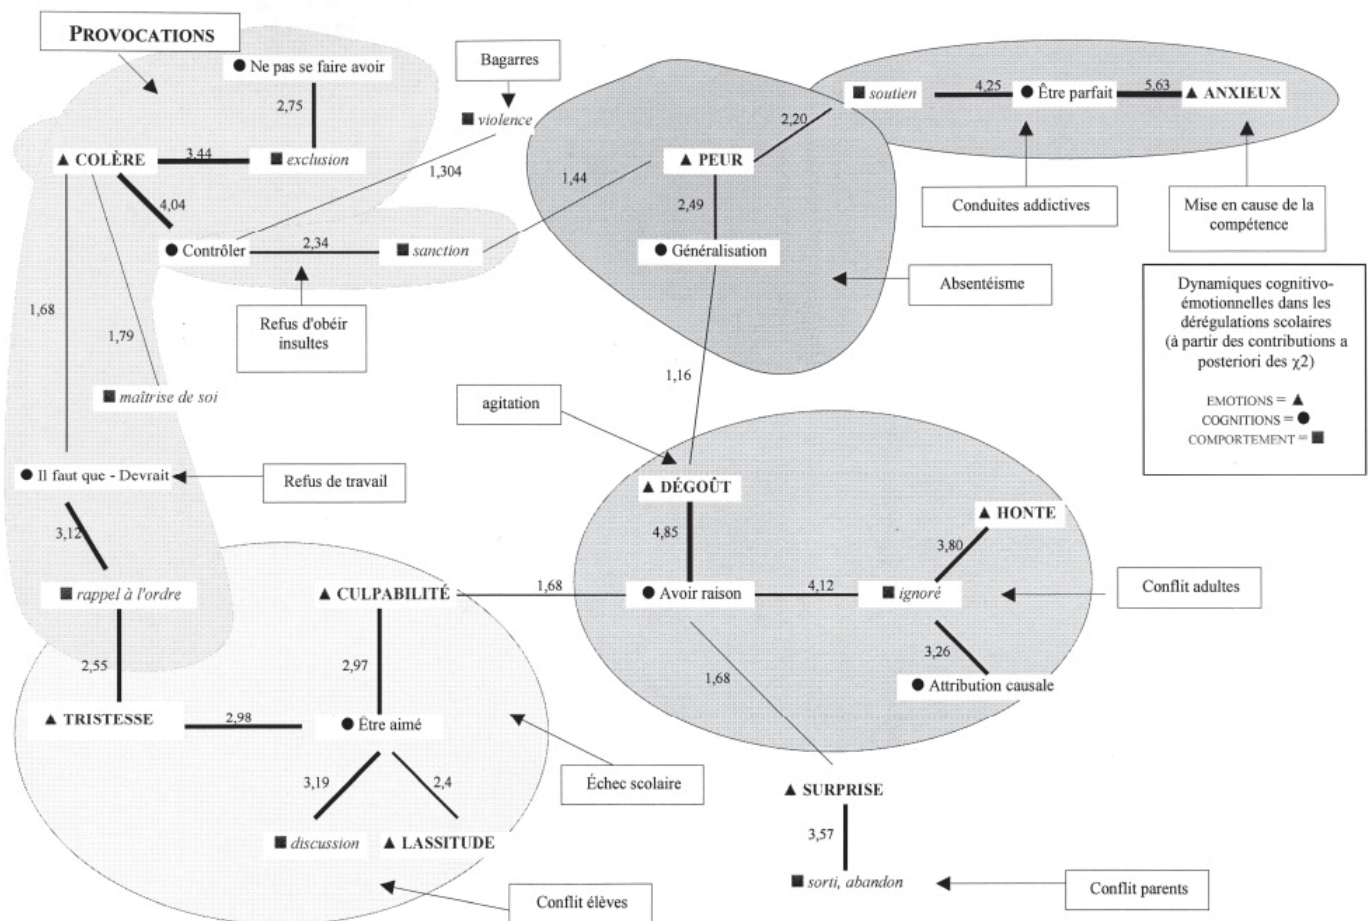 PROVOCATIONS
● Ne pas se faire avoir
Bagarres
2,75
■ violence
■ soutien
4,25
● Être parfait
5,63
▲ ANXIEUX
2,20
▲ COLÈRE
3,44
■ exclusion
1,304
1,44
▲ PEUR
4,04
2,49
Conduites addictives
Mise en cause de la
compétence
● Contrôler
2,34
■ sanction
● Généralisation
Absentéisme
1,68
1,79
Refus d'obéir
insultes
Dynamiques cognitivo-
émotionnelles dans les
dérégulations scolaires
(à partir des contributions a
posteriori des χ2)
EMOTIONS = ▲
COGNITIONS = ●
COMPORTEMENT = ■
1,16
■ maîtrise de soi
agitation
● Il faut que - Devrait
Refus de travail
▲ DÉGOÛT
▲ HONTE
3,12
4,85
3,80
■ rappel à l'ordre
▲ CULPABILITÉ
1,68
● Avoir raison
4,12
■ ignoré
Conflit adultes
2,55
2,97
1,68
3,26
● Attribution causale
▲ TRISTESSE
2,98
● Être aimé
3,19
2,4
Échec scolaire
▲ SURPRISE
■ discussion
▲ LASSITUDE
3,57
■ sorti, abandon
Conflit élèves
Conflit parents